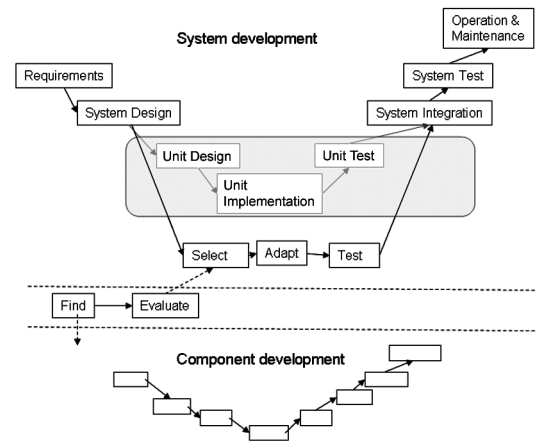 Operation &
Maintenance
System development
Requirements
System Test
System Design
System Integration
Unit Design
Unit Test
Unit
Implementation
Select
Adapt
Test
Find
Evaluate
Component development